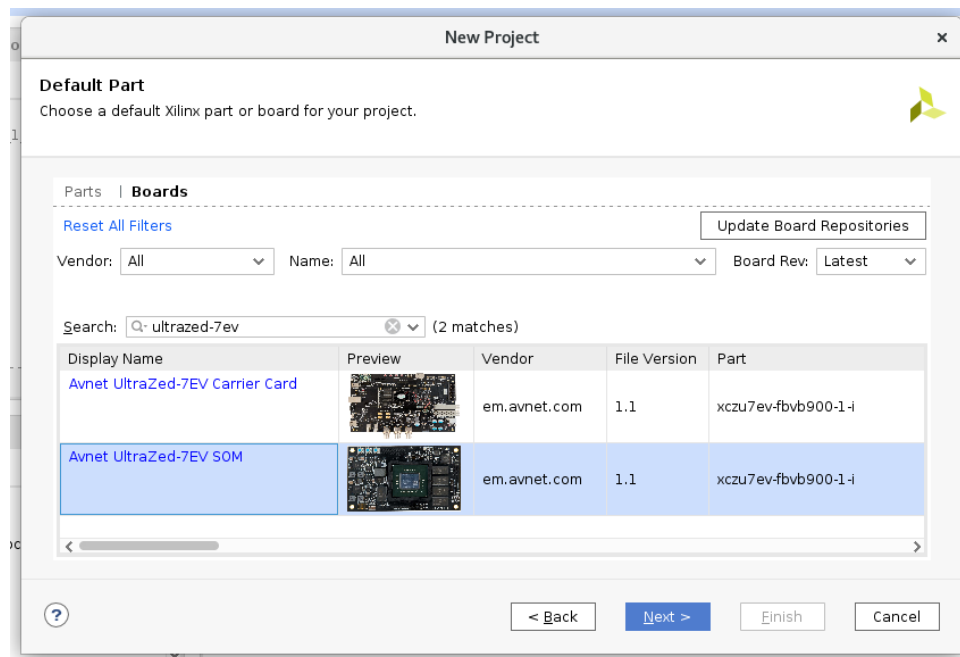 New Project
Default Part
Choose a default Xilinx part or board for your project.
Parts | Boards
Reset All Filters Update Board Repositories
Vendor: All Name: All Board Rev: Latest
Search: ultrazed-7ev (2 matches)
Display Name Preview Vendor File Version Part
Avnet UltraZed-7EV Carrier Card em.avnet.com 1.1 xczu7ev-fbvb900-1-i
Avnet UltraZed-7EV SOM em.avnet.com 1.1 xczu7ev-fbvb900-1-i
? < Back Next > Finish Cancel